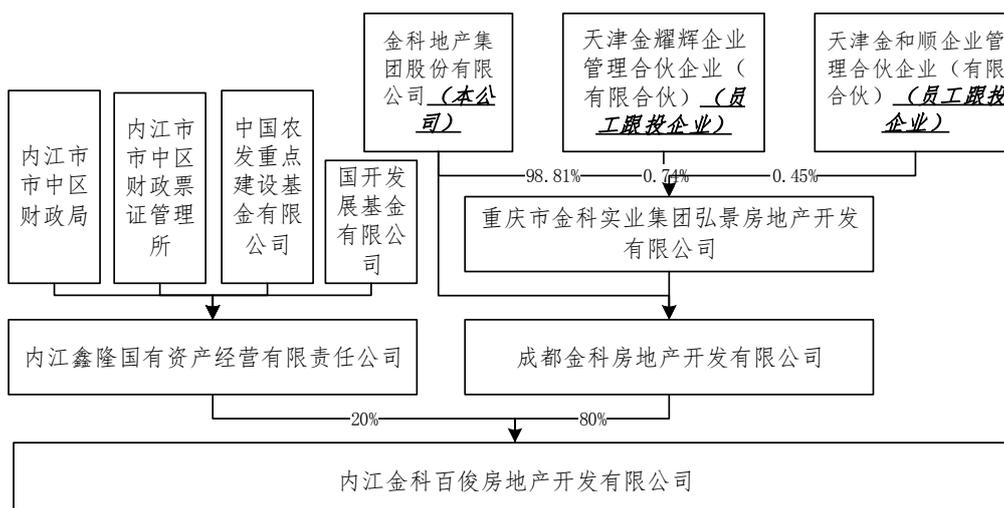 金科地产集
团股份有限
公司（本公
司）
天津金耀辉企业
管理合伙企业（
有限合伙）（员
工跟投企业）
天津金和顺企业管
理合伙企业（有限
合伙）（员工跟投
企业）
内江市
市中区
财政局
内江市
市中区
财政票
证管理
所
中国农
发重点
建设基
金有限
公司
国开发
展基金
有限公
司
98.81%
0.74%
0.45%
重庆市金科实业集团弘景房地产开发
有限公司
内江鑫隆国有资产经营有限责任公司
成都金科房地产开发有限公司
20%
80%
内江金科百俊房地产开发有限公司